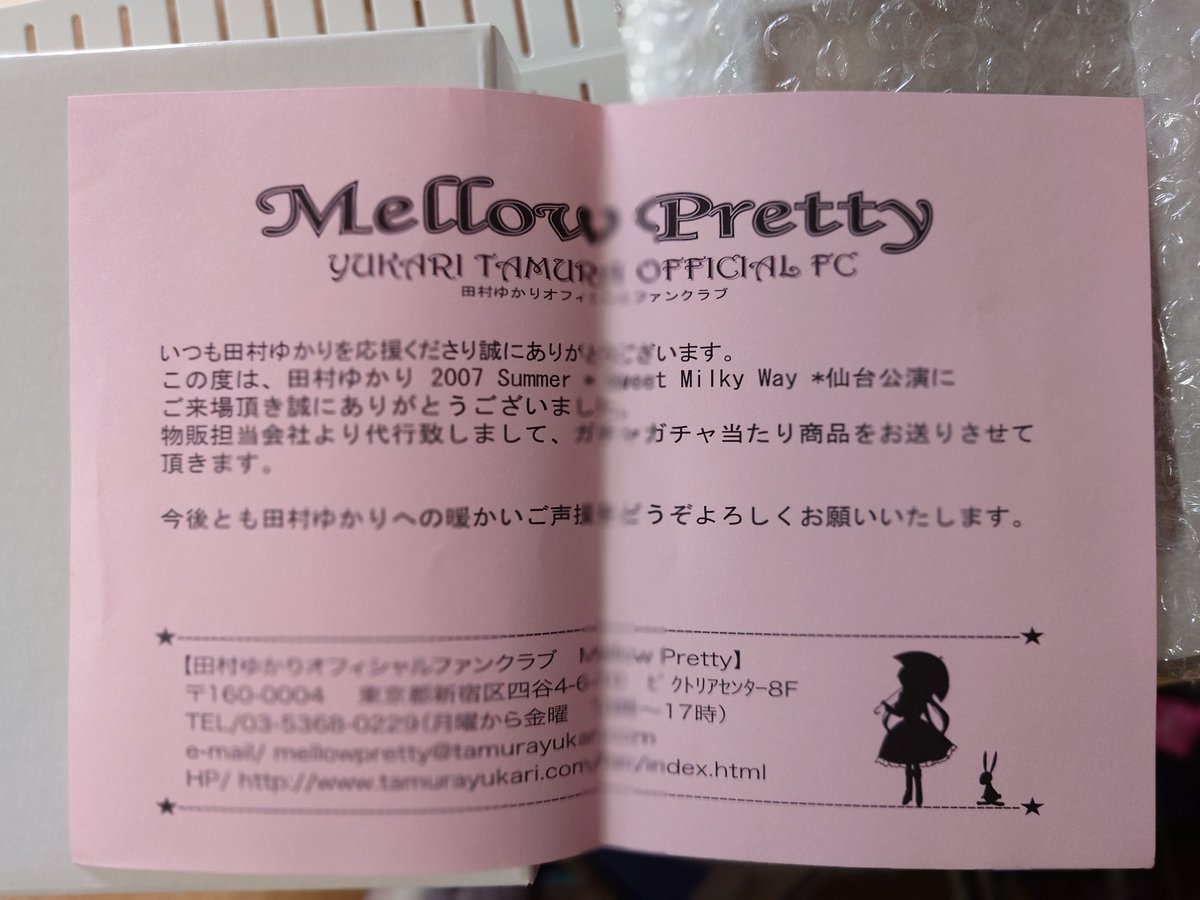 Mellow Pretty
YUKARI TAMURA OFFICIAL FC
田村ゆかりオフィシャルファンクラブ
いつも田村ゆかりを応援くださり誠にありがとうございます。
この度は、田村ゆかり 2007 Summer * Sweet Milky Way *仙台公演に
ご来場頂き誠にありがとうございました。
物販担当会社より代行致しまして、ガチャガチャ当たり商品をお送りさせて
頂きます。
今後とも田村ゆかりへの暖かいご声援をどうぞよろしくお願いいたします。
★★
【田村ゆかりオフィシャルファンクラブ Mellow Pretty】
〒160-0004 東京都新宿区四谷4-6- ビクトリアセンター8F
TEL/03-5368-0229(月曜から金曜 ～17時)
e-mail/ mellowpretty@tamurayukari.com
HP/ http://www.tamurayukari.com/ /index.html
★★